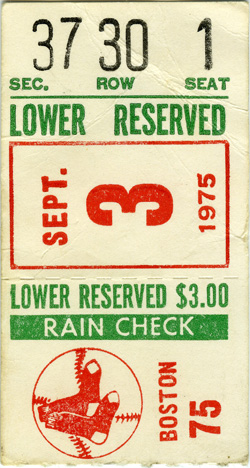 37 30 1
SEC. ROW SEAT
LOWER RESERVED
SEPT. 3 1975
LOWER RESERVED $3.00
RAIN CHECK
BOSTON 75